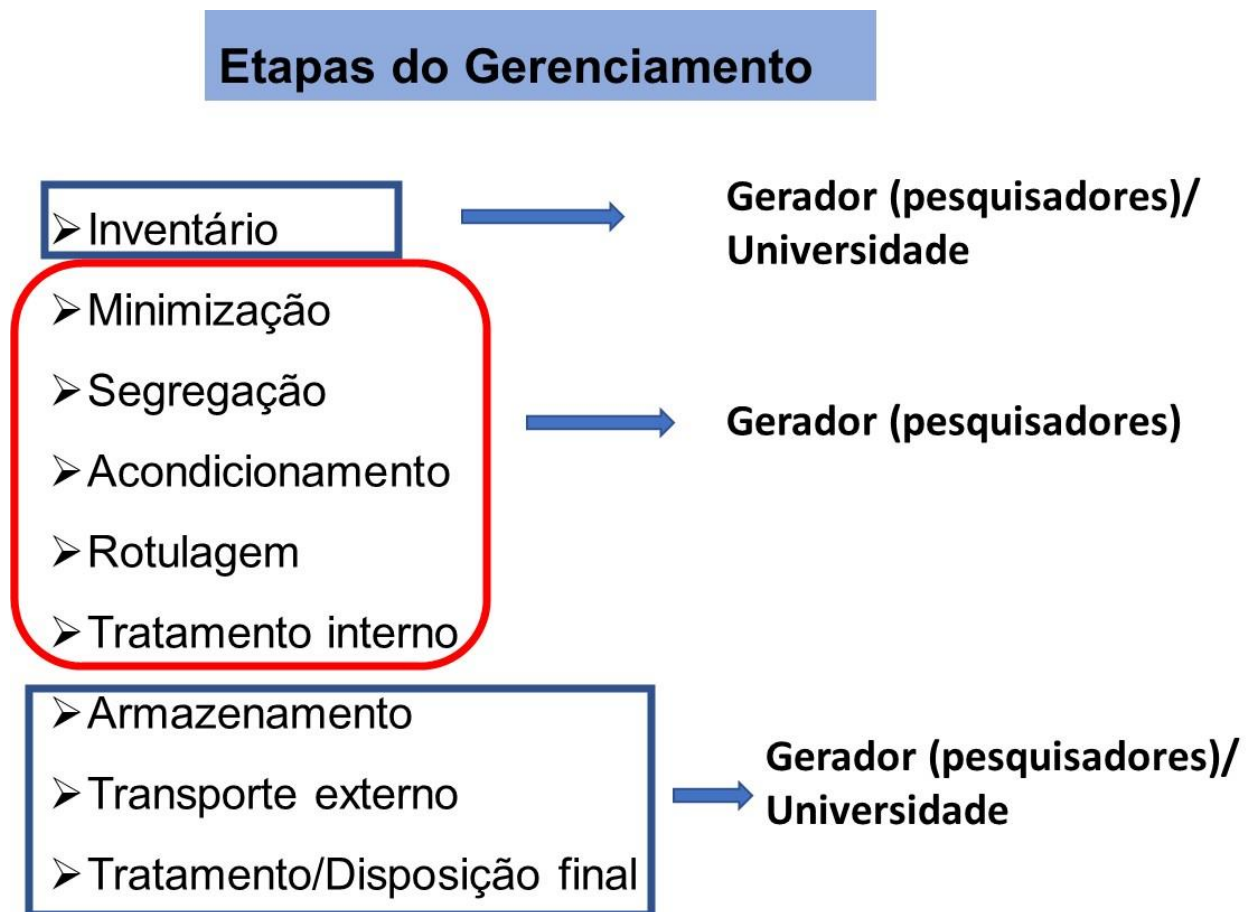 Etapas do Gerenciamento
➢Inventário
Gerador (pesquisadores)/
Universidade
➢Minimização
➢Segregação
➢Acondicionamento
➢Rotulagem
➢Tratamento interno
Gerador (pesquisadores)
➢Armazenamento
➢Transporte externo
➢Tratamento/Disposição final
Gerador (pesquisadores)/
Universidade